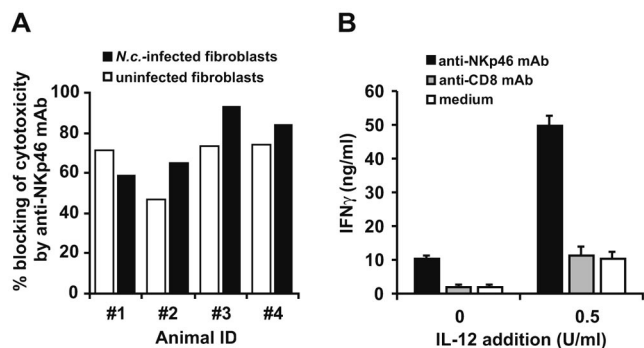 A
N.c.-infected fibroblasts
uninfected fibroblasts
% blocking of cytotoxicity
by anti-NKp46 mAb
100
80
60
40
20
0
#1 #2 #3 #4
Animal ID
B
anti-NKp46 mAb
anti-CD8 mAb
medium
IFNγ (ng/ml)
60
50
40
30
20
10
0
0 0.5
IL-12 addition (U/ml)